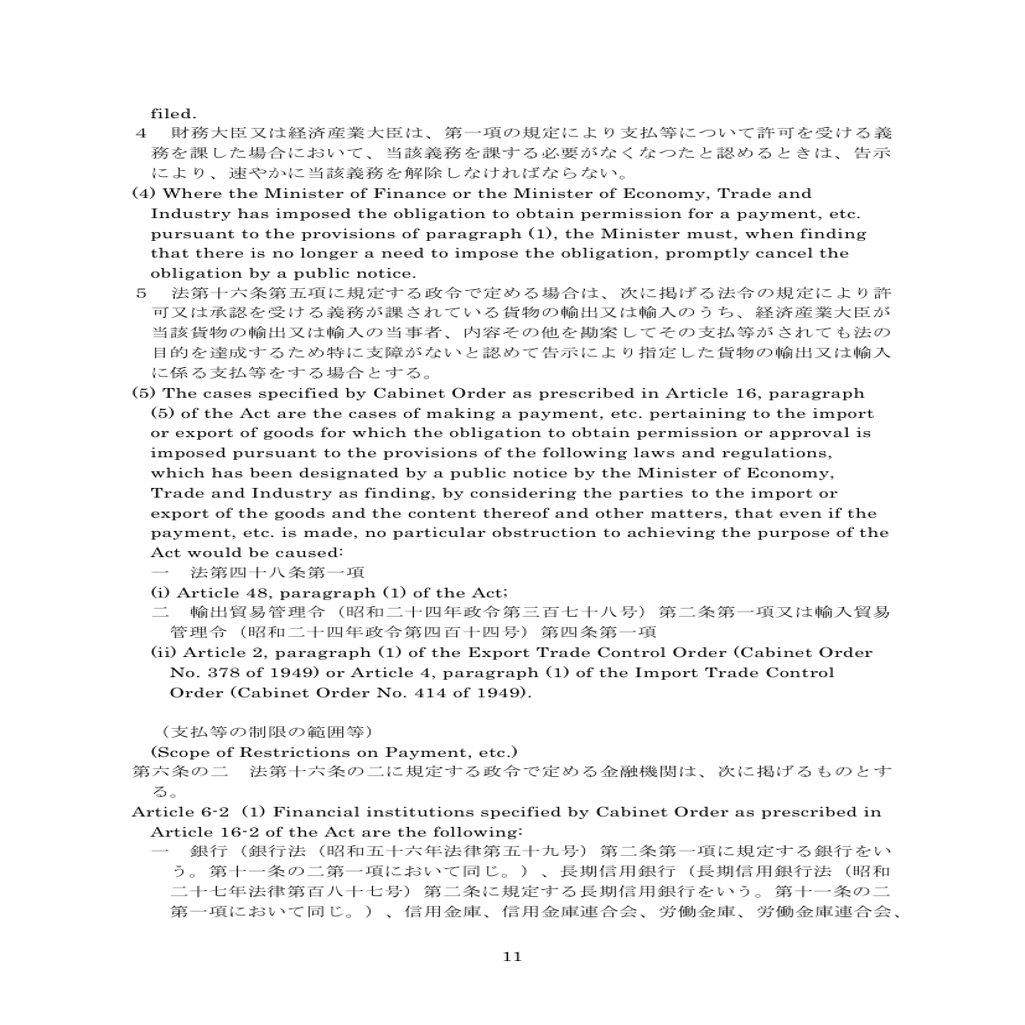 filed.
４　財務大臣又は経済産業大臣は、第一項の規定により支払等について許可を受ける義
務を課した場合において、当該義務を課する必要がなくなつたと認めるときは、告示
により、速やかに当該義務を解除しなければならない。
(4) Where the Minister of Finance or the Minister of Economy, Trade and
Industry has imposed the obligation to obtain permission for a payment, etc.
pursuant to the provisions of paragraph (1), the Minister must, when finding
that there is no longer a need to impose the obligation, promptly cancel the
obligation by a public notice.
５　法第十六条第五項に規定する政令で定める場合は、次に掲げる法令の規定により許
可又は承認を受ける義務が課されている貨物の輸出又は輸入のうち、経済産業大臣が
当該貨物の輸出又は輸入の当事者、内容その他を勘案してその支払等がされても法の
目的を達成するため特に支障がないと認めて告示により指定した貨物の輸出又は輸入
に係る支払等をする場合とする。
(5) The cases specified by Cabinet Order as prescribed in Article 16, paragraph
(5) of the Act are the cases of making a payment, etc. pertaining to the import
or export of goods for which the obligation to obtain permission or approval is
imposed pursuant to the provisions of the following laws and regulations,
which has been designated by a public notice by the Minister of Economy,
Trade and Industry as finding, by considering the parties to the import or
export of the goods and the content thereof and other matters, that even if the
payment, etc. is made, no particular obstruction to achieving the purpose of the
Act would be caused:
一　法第四十八条第一項
(i) Article 48, paragraph (1) of the Act;
二　輸出貿易管理令（昭和二十四年政令第三百七十八号）第二条第一項又は輸入貿易
管理令（昭和二十四年政令第四百十四号）第四条第一項
(ii) Article 2, paragraph (1) of the Export Trade Control Order (Cabinet Order
No. 378 of 1949) or Article 4, paragraph (1) of the Import Trade Control
Order (Cabinet Order No. 414 of 1949).
（支払等の制限の範囲等）
(Scope of Restrictions on Payment, etc.)
第六条の二　法第十六条の二に規定する政令で定める金融機関は、次に掲げるものとす
る。
Article 6-2 (1) Financial institutions specified by Cabinet Order as prescribed in
Article 16-2 of the Act are the following:
一　銀行（銀行法（昭和五十六年法律第五十九号）第二条第一項に規定する銀行をい
う。第十一条の二第一項において同じ。）、長期信用銀行（長期信用銀行法（昭和
二十七年法律第百八十七号）第二条に規定する長期信用銀行をいう。第十一条の二
第一項において同じ。）、信用金庫、信用金庫連合会、労働金庫、労働金庫連合会、
11